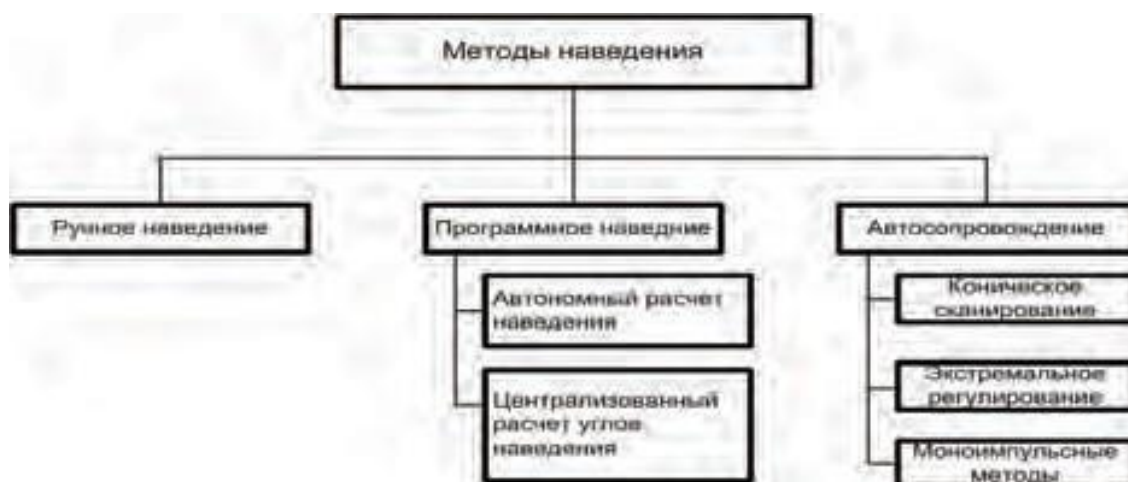 Методы наведения
Ручное наведение
Программное наведние
Автосопровождение
Автономный расчет
наведения
Централизованный
расчет углов
наведения
Коническое
сканирование
Экстремальное
регулирование
Моноимпульсные
методы